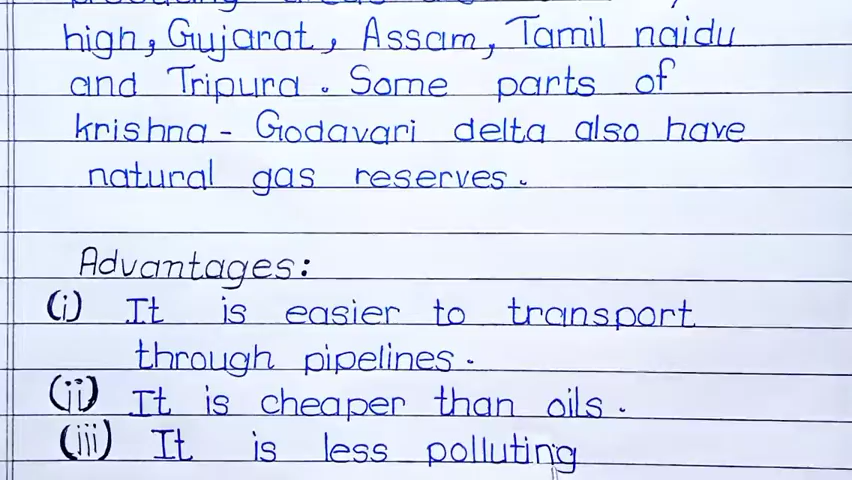 high, Gujarat, Assam, Tamil naidu
and Tripura. Some parts of
krishna - Godavari delta also have
natural gas reserves.
Advantages:
(i) It is easier to transport
through pipelines.
(ii) It is cheaper than oils.
(iii) It is less polluting